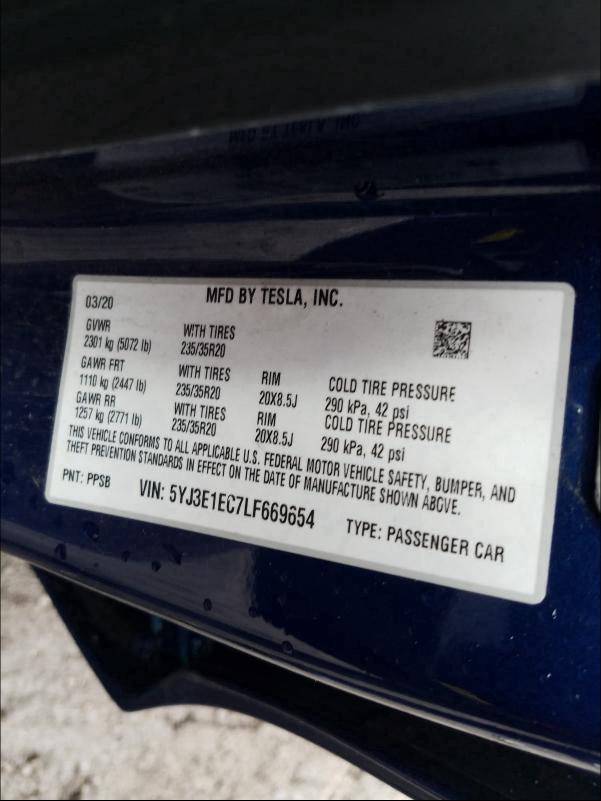 03/20 MFD BY TESLA, INC.
GVWR WITH TIRES
2301 kg (5072 lb) 235/35R20
GAWR FRT WITH TIRES RIM COLD TIRE PRESSURE
1110 kg (2447 lb) 235/35R20 20X8.5J 290 kPa, 42 psi
GAWR RR WITH TIRES RIM COLD TIRE PRESSURE
1257 kg (2771 lb) 235/35R20 20X8.5J 290 kPa, 42 psi
THIS VEHICLE CONFORMS TO ALL APPLICABLE U.S. FEDERAL MOTOR VEHICLE SAFETY, BUMPER, AND
THEFT PREVENTION STANDARDS IN EFFECT ON THE DATE OF MANUFACTURE SHOWN ABOVE.
PNT: PPSB VIN: 5YJ3E1EC7LF669654 TYPE: PASSENGER CAR